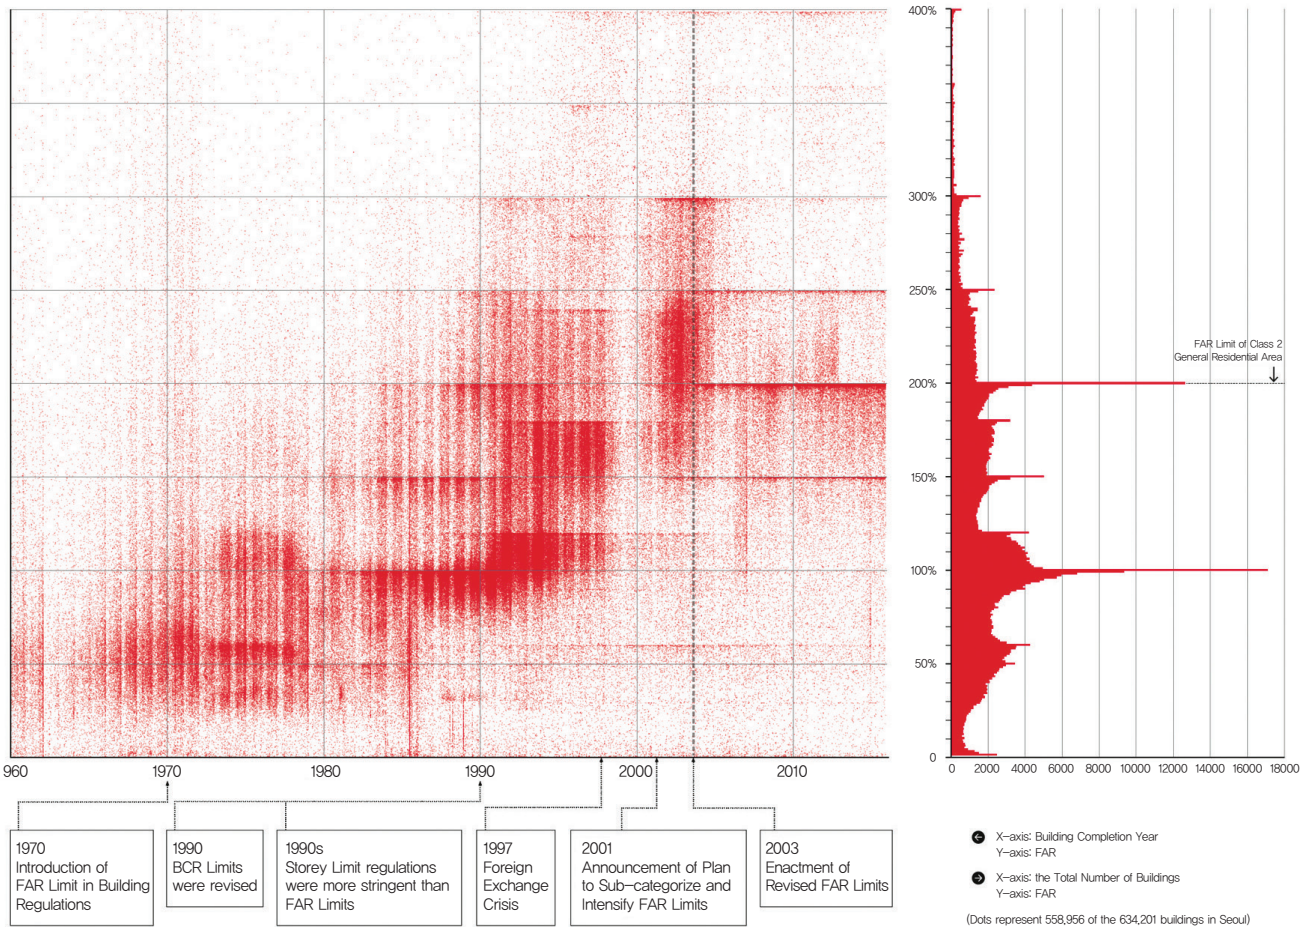 400%
350%
300%
250%
FAR Limit of Class 2
General Residential Area
200%
150%
100%
50%
0
960 1970 1980 1990 2000 2010
0 2000 4000 6000 8000 10000 12000 14000 16000 18000
1970
Introduction of
FAR Limit in Building
Regulations
1990
BCR Limits
were revised
1990s
Storey Limit regulations
were more stringent than
FAR Limits
1997
Foreign
Exchange
Crisis
2001
Announcement of Plan
to Sub-categorize and
Intensify FAR Limits
2003
Enactment of
Revised FAR Limits
X-axis: Building Completion Year
Y-axis: FAR
X-axis: the Total Number of Buildings
Y-axis: FAR
(Dots represent 558,956 of the 634,201 buildings in Seoul)